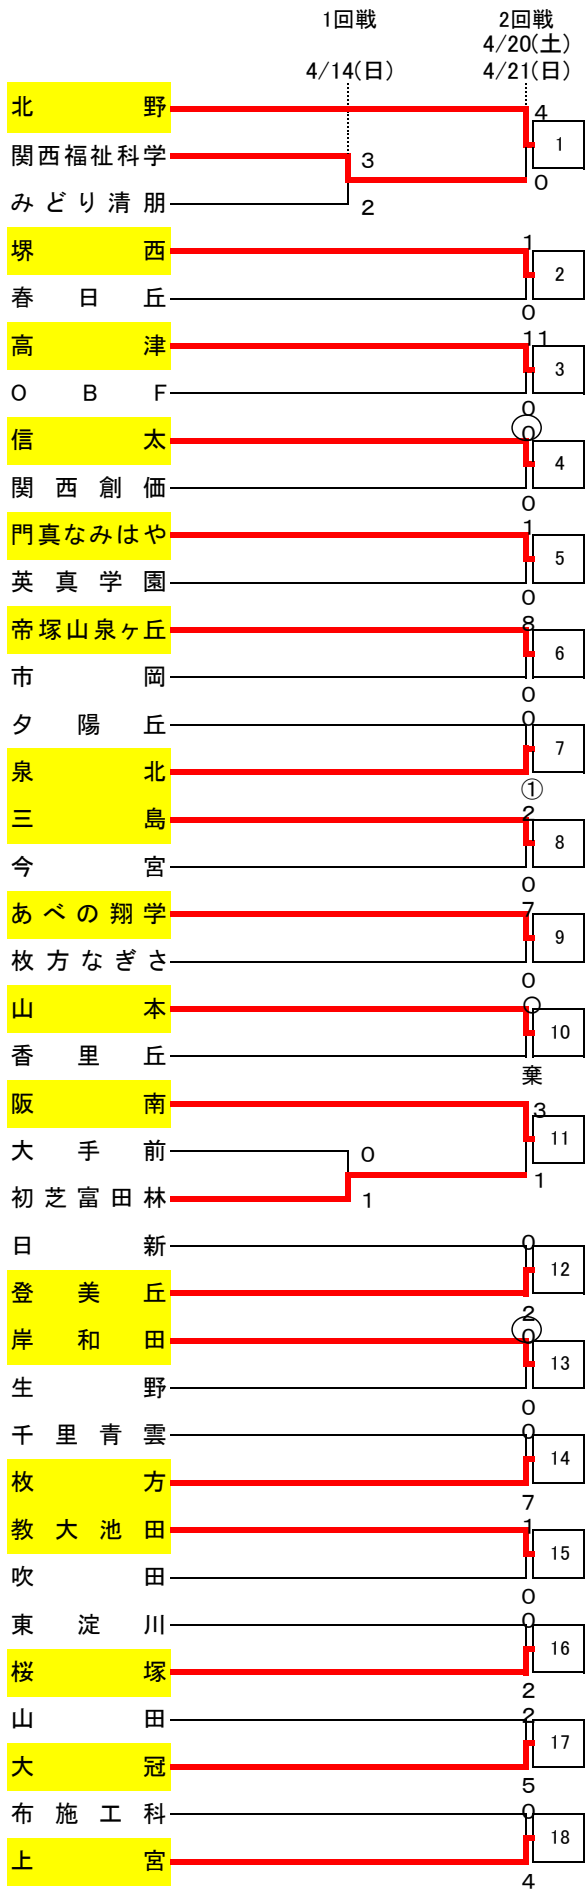 1回戦 2回戦
4/20(土)
4/14(日) 4/21(日)
北野 4
1
関西福祉科学 3
0
みどり清朋 2
堺西 1
2
春日丘
0
高津 11
3
OBF
0
信太 0
4
関西創価
0
門真なみはや 1
5
英真学園
0
帝塚山泉ヶ丘 8
6
市岡
0
夕陽丘 0
7
泉北
①
三島 2
8
今宮
0
あべの翔学 7
9
枚方なぎさ
0
山本 ○
10
香里丘
棄
阪南 3
11
大手前 0
1
初芝富田林 1
日新 0
12
登美丘
2
岸和田 0
13
生野
0
千里青雲 0
14
枚方
7
教大池田 1
15
吹田
0
東淀川 0
16
桜塚
2
山田 2
17
大冠
5
布施工科 0
18
上宮
4